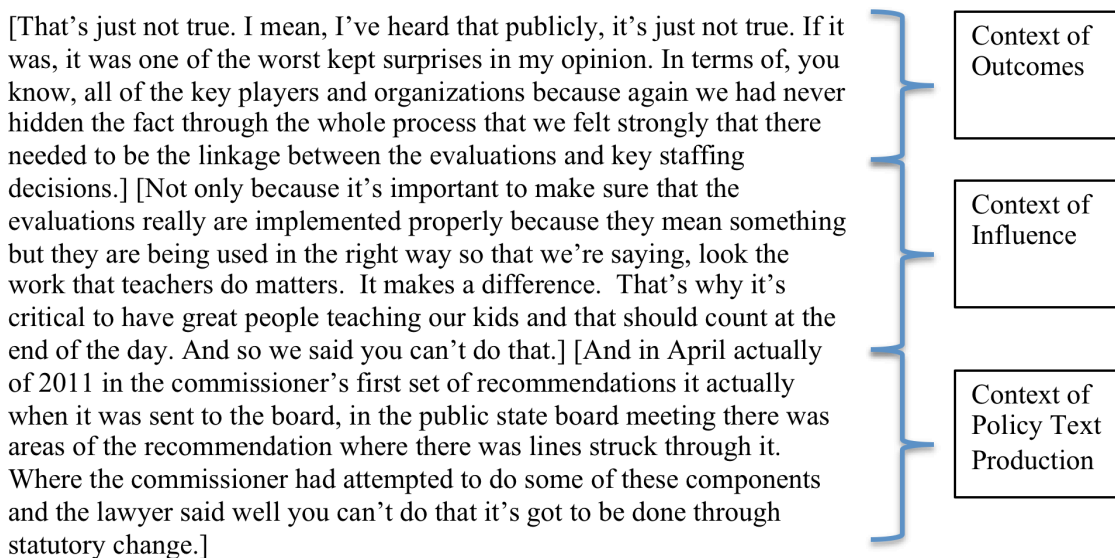 [That’s just not true. I mean, I’ve heard that publicly, it’s just not true. If it
was, it was one of the worst kept surprises in my opinion. In terms of, you
know, all of the key players and organizations because again we had never
hidden the fact through the whole process that we felt strongly that there
needed to be the linkage between the evaluations and key staffing
decisions.] [Not only because it’s important to make sure that the
evaluations really are implemented properly because they mean something
but they are being used in the right way so that we’re saying, look the
work that teachers do matters.  It makes a difference.  That’s why it’s
critical to have great people teaching our kids and that should count at the
end of the day. And so we said you can’t do that.] [And in April actually
of 2011 in the commissioner’s first set of recommendations it actually
when it was sent to the board, in the public state board meeting there was
areas of the recommendation where there was lines struck through it.
Where the commissioner had attempted to do some of these components
and the lawyer said well you can’t do that it’s got to be done through
statutory change.]
Context of
Outcomes
Context of
Influence
Context of
Policy Text
Production